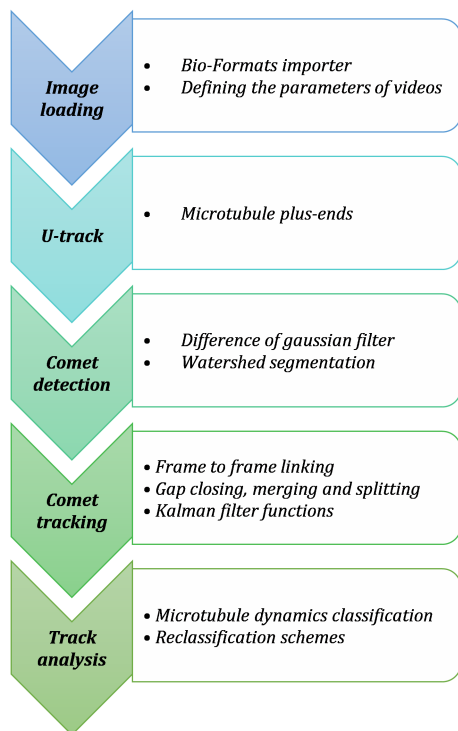 Image
loading
• Bio-Formats importer
• Defining the parameters of videos
U-track
• Microtubule plus-ends
Comet
detection
• Difference of gaussian filter
• Watershed segmentation
Comet
tracking
• Frame to frame linking
• Gap closing, merging and splitting
• Kalman filter functions
Track
analysis
• Microtubule dynamics classification
• Reclassification schemes